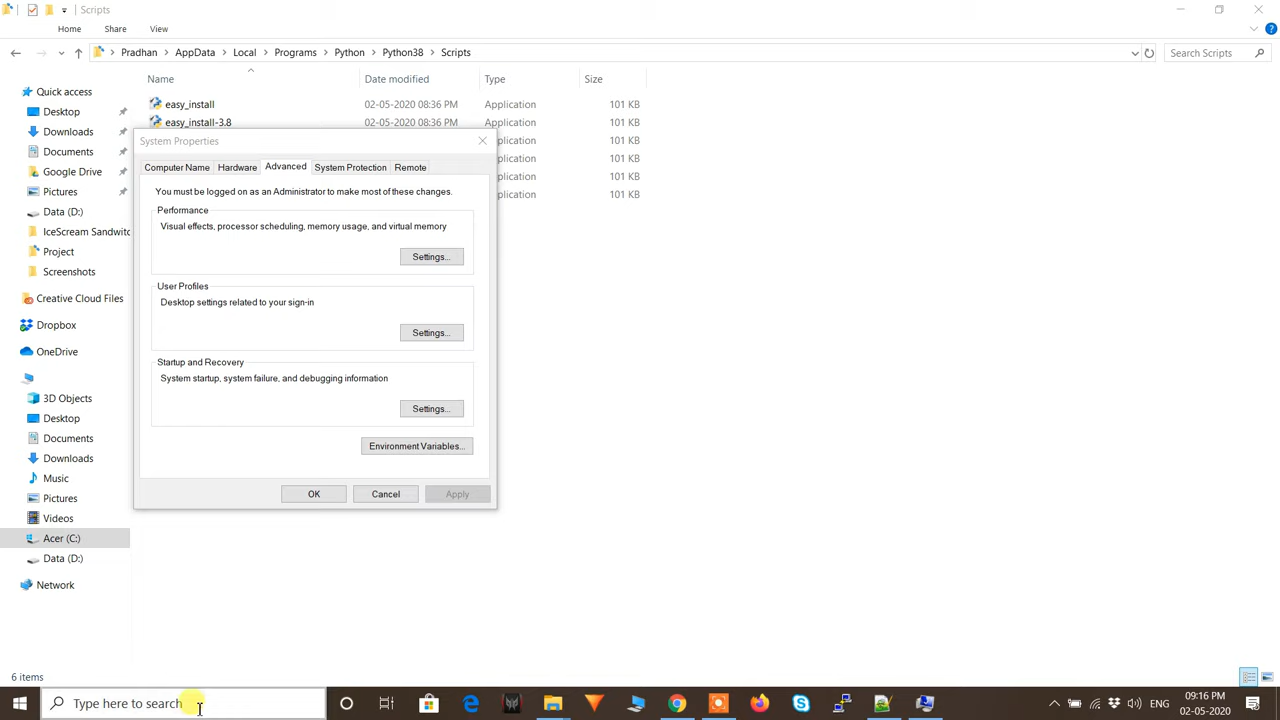 Scripts
Home Share View
Pradhan AppData Local Programs Python Python38 Scripts Search Scripts
Name Date modified Type Size
Quick access
Desktop
Downloads
Documents
Google Drive
Pictures
Data (D:)
IceScream Sandwitc
Project
Screenshots
Creative Cloud Files
Dropbox
OneDrive
3D Objects
Desktop
Documents
Downloads
Music
Pictures
Videos
Acer (C:)
Data (D:)
Network
easy_install 02-05-2020 08:36 PM Application 101 KB
easy_install-3.8 02-05-2020 08:36 PM Application 101 KB
pplication 101 KB
pplication 101 KB
pplication 101 KB
pplication 101 KB
System Properties
Computer Name Hardware Advanced System Protection Remote
You must be logged on as an Administrator to make most of these changes.
Performance
Visual effects, processor scheduling, memory usage, and virtual memory
Settings...
User Profiles
Desktop settings related to your sign-in
Settings...
Startup and Recovery
System startup, system failure, and debugging information
Settings...
Environment Variables...
OK Cancel Apply
6 items
Type here to search
ENG
09:16 PM
02-05-2020